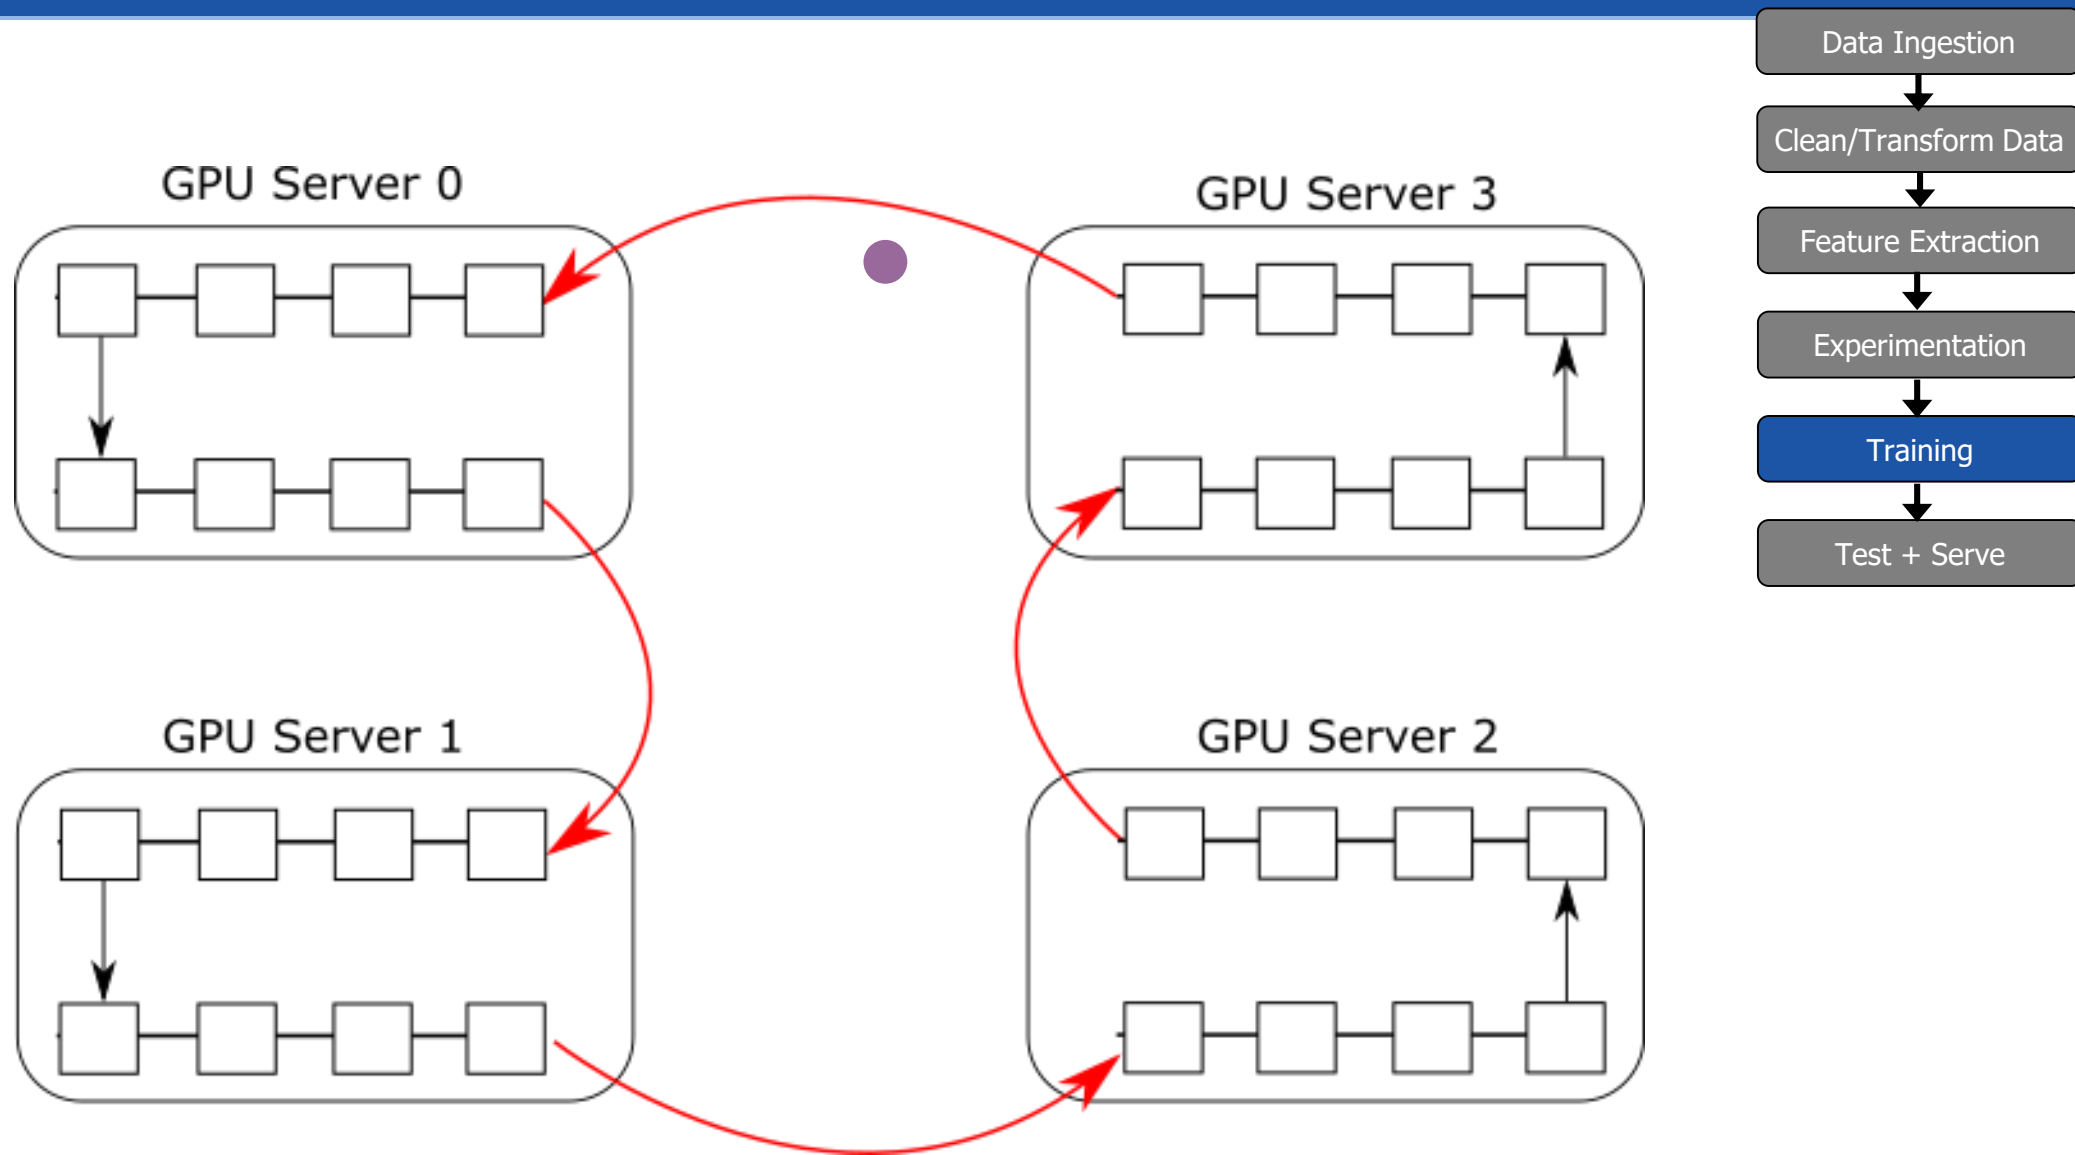 GPU Server 0
GPU Server 3
GPU Server 1
GPU Server 2
Data Ingestion
Clean/Transform Data
Feature Extraction
Experimentation
Training
Test + Serve